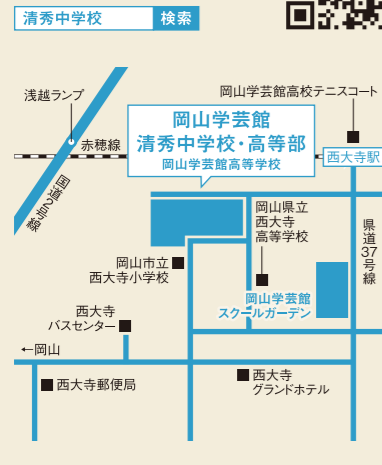 清秀中学校 検索
浅越ランプ
岡山学芸館高校テニスコート
岡山学芸館
清秀中学校・高等部
岡山学芸館高等学校
赤穂線
西大寺駅
国道2号線
岡山県立
西大寺
高等学校
県道37号線
岡山市立
西大寺小学校
岡山学芸館
スクールガーデン
西大寺
バスセンター
←岡山
西大寺郵便局
西大寺
グランドホテル